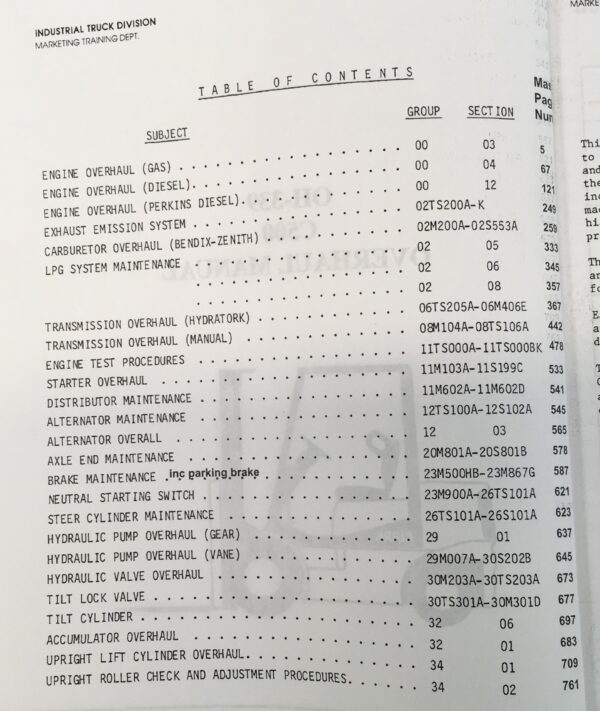 INDUSTRIAL TRUCK DIVISION
MARKETING TRAINING DEPT.
TABLE OF CONTENTS
SUBJECT GROUP SECTION
Pag
ENGINE OVERHAUL (GAS) . . . . . . . . . . 00 03 5
ENGINE OVERHAUL (DIESEL). . . . . . . . . . 00 04 67
ENGINE OVERHAUL (PERKINS DIESEL). . . . . . . . . . 00 12 121
EXHAUST EMISSION SYSTEM . . . . . . . . . . 02TS200A-K 249
CARBURETOR OVERHAUL (BENDIX-ZENITH) . . . . . . . . . . 02M200A-02S553A 259
LPG SYSTEM MAINTENANCE . . . . . . . . . . 02 05 333
. . . . . . . . . . 02 06 345
. . . . . . . . . . 02 08 357
TRANSMISSION OVERHAUL (HYDRATORK) . . . . . . . . . . 06TS205A-06M406E 367
TRANSMISSION OVERHAUL (MANUAL) . . . . . . . . . . 08M104A-08TS106A 442
ENGINE TEST PROCEDURES . . . . . . . . . . 11TS000A-11TS000BK 478
STARTER OVERHAUL . . . . . . . . . . 11M103A-11S199C 533
DISTRIBUTOR MAINTENANCE . . . . . . . . . . 11M602A-11M602D 541
ALTERNATOR MAINTENANCE . . . . . . . . . . 12TS100A-12S102A 545
ALTERNATOR OVERALL . . . . . . . . . . 12 03 565
AXLE END MAINTENANCE . . . . . . . . . . 20M801A-20S801B 578
BRAKE MAINTENANCE . inc parking brake . . . . . . . . . . 23M500HB-23M867G 587
NEUTRAL STARTING SWITCH . . . . . . . . . . 23M900A-26TS101A 621
STEER CYLINDER MAINTENANCE . . . . . . . . . . 26TS101A-26S101A 623
HYDRAULIC PUMP OVERHAUL (GEAR) . . . . . . . . . . 29 01 637
HYDRAULIC PUMP OVERHAUL (VANE) . . . . . . . . . . 29M007A-30S202B 645
HYDRAULIC VALVE OVERHAUL . . . . . . . . . . 30M203A-30TS203A 673
TILT LOCK VALVE . . . . . . . . . . 30TS301A-30M301D 677
TILT CYLINDER . . . . . . . . . . 32 06 697
ACCUMULATOR OVERHAUL . . . . . . . . . . 32 01 683
UPRIGHT LIFT CYLINDER OVERHAUL. . . . . . . . . . 34 01 709
UPRIGHT ROLLER CHECK AND ADJUSTMENT PROCEDURES. . . . . . 34 02 761